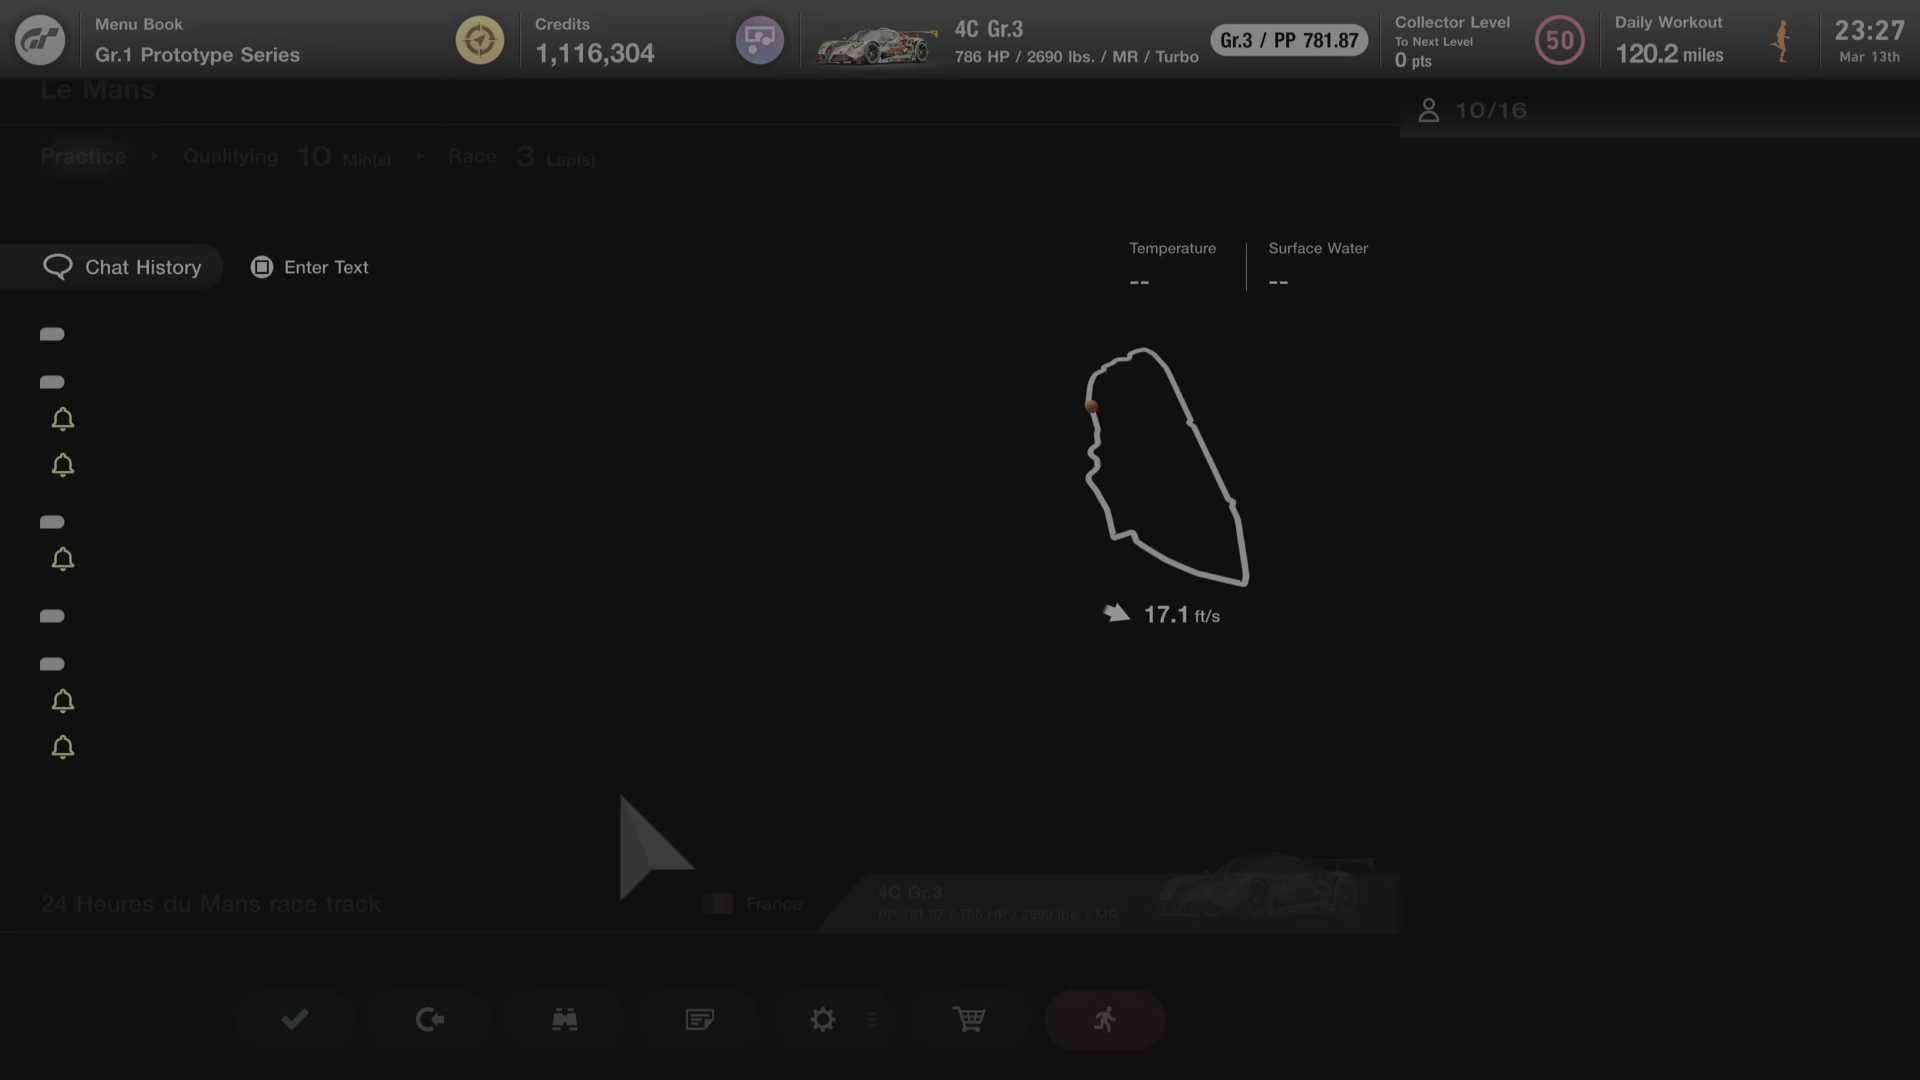 Menu Book
Gr.1 Prototype Series
Credits
1,116,304
4C Gr.3
786 HP / 2690 lbs. / MR / Turbo
Gr.3 / PP 781.87
Collector Level
To Next Level
0 pts
50
Daily Workout
120.2 miles
23:27
Mar 13th
Le Mans
10/16
Practice
Qualifying 10 Min(s)
Race 3 Lap(s)
Chat History
Enter Text
Temperature
--
Surface Water
--
17.1 ft/s
24 Heures du Mans race track
France
4C Gr.3
PP 781.87 / 786 HP / 2690 lbs. / MR